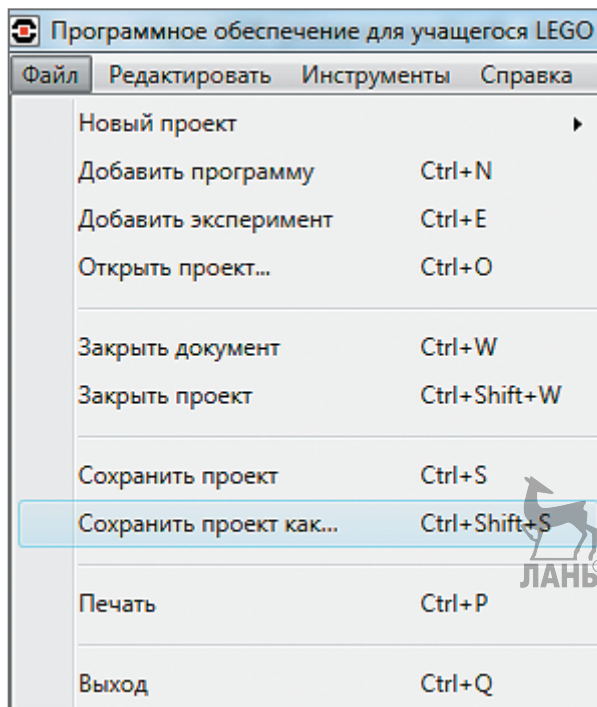 Программное обеспечение для учащегося LEGO
Файл Редактировать Инструменты Справка
Новый проект
Добавить программу Ctrl+N
Добавить эксперимент Ctrl+E
Открыть проект... Ctrl+O
Закрыть документ Ctrl+W
Закрыть проект Ctrl+Shift+W
Сохранить проект Ctrl+S
Сохранить проект как... Ctrl+Shift+S
ЛАНЬ®
Печать Ctrl+P
Выход Ctrl+Q